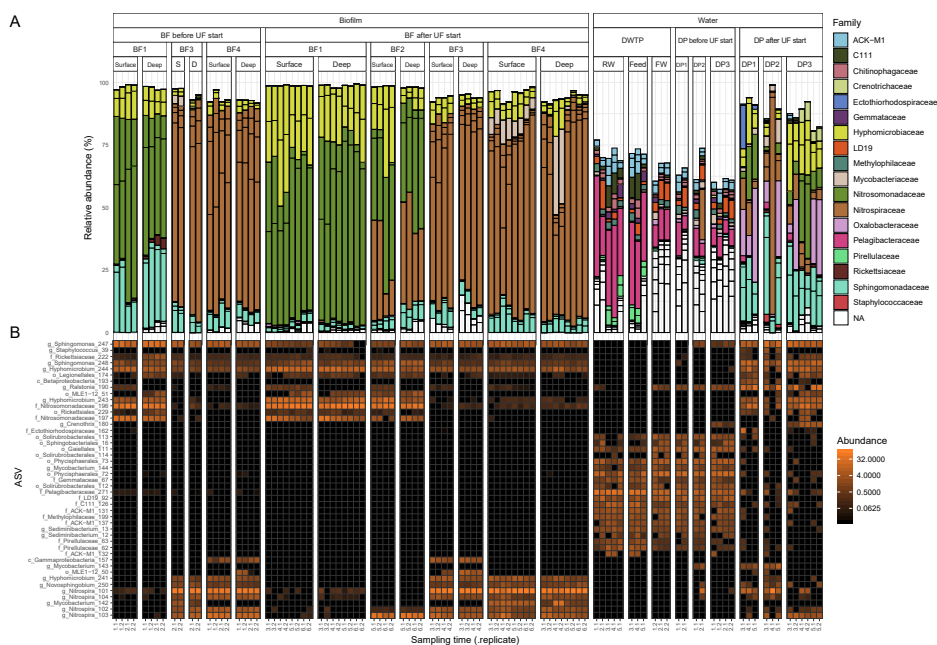 A
Biofilm
Water
BF before UF start
BF after UF start
DWTP
DP before UF start
DP after UF start
BF1
BF3
BF4
BF1
BF2
BF3
BF4
Surface
Deep
S
D
Surface
Deep
Surface
Deep
Surface
Deep
Surface
Deep
Surface
Deep
RW
Feed
FW
DP1
DP2
DP3
DP1
DP2
DP3
Relative abundance (%)
100
75
50
25
0
Family
ACK-M1
C111
Chitinophagaceae
Crenotrichaceae
Ectothiorhodospiraceae
Gemmataceae
Hyphomicrobiaceae
LD19
Methylophilaceae
Mycobacteriaceae
Nitrosomonadaceae
Nitrospiraceae
Oxalobacteraceae
Pelagibacteraceae
Pirellulaceae
Rickettsiaceae
Sphingomonadaceae
Staphylococcaceae
NA
B
ASV
g_Sphingomonas_247
g_Staphylococcus_39
f_Rickettsiaceae_222
g_Sphingomonas_248
g_Hyphomicrobium_244
o_Legionellales_174
c_Betaproteobacteria_193
g_Ralstonia_190
o_MLE1-12_51
g_Hyphomicrobium_243
f_Nitrosomonadaceae_196
o_Rickettsiales_229
f_Nitrosomonadaceae_197
g_Crenothrix_180
f_Ectothiorhodospiraceae_162
o_Solirubrobacterales_113
o_Sphingobacteriales_16
o_Gaiellales_111
o_Solirubrobacterales_114
o_Phycisphaerales_73
g_Mycobacterium_144
o_Phycisphaerales_72
f_Gemmataceae_67
o_Solirubrobacterales_112
f_Pelagibacteraceae_271
f_LD19_92
f_C111_126
f_ACK-M1_131
f_Methylophilaceae_199
f_ACK-M1_137
g_Sediminibacterium_13
g_Sediminibacterium_12
f_Pirellulaceae_63
f_Pirellulaceae_62
f_ACK-M1_132
c_Gammaproteobacteria_157
g_Mycobacterium_143
o_MLE1-12_50
g_Hyphomicrobium_241
g_Novosphingobium_250
g_Nitrospira_101
g_Nitrospira_104
g_Mycobacterium_142
g_Nitrospira_102
g_Nitrospira_103
Abundance
32.0000
4.0000
0.5000
0.0625
Sampling time (.replicate)